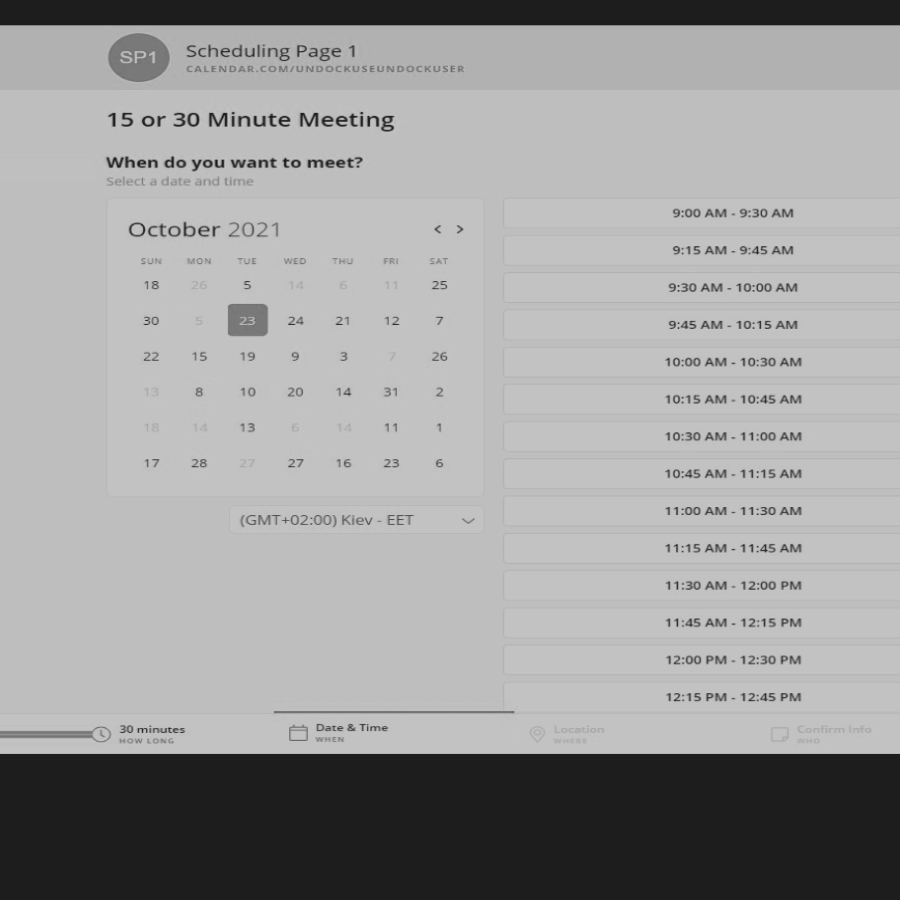 SP1
Scheduling Page 1
CALENDAR.COM/UNDOCKUSEUNDOCKUSER
15 or 30 Minute Meeting
When do you want to meet?
Select a date and time
October 2021
< >
SUN MON TUE WED THU FRI SAT
18 26 5 14 6 11 25
30 5 23 24 21 12 7
22 15 19 9 3 7 26
13 8 10 20 14 31 2
18 14 13 6 14 11 1
17 28 27 27 16 23 6
(GMT+02:00) Kiev - EET
9:00 AM - 9:30 AM
9:15 AM - 9:45 AM
9:30 AM - 10:00 AM
9:45 AM - 10:15 AM
10:00 AM - 10:30 AM
10:15 AM - 10:45 AM
10:30 AM - 11:00 AM
10:45 AM - 11:15 AM
11:00 AM - 11:30 AM
11:15 AM - 11:45 AM
11:30 AM - 12:00 PM
11:45 AM - 12:15 PM
12:00 PM - 12:30 PM
12:15 PM - 12:45 PM
30 minutes
HOW LONG
Date & Time
WHEN
Location
WHERE
Confirm Info
WHO